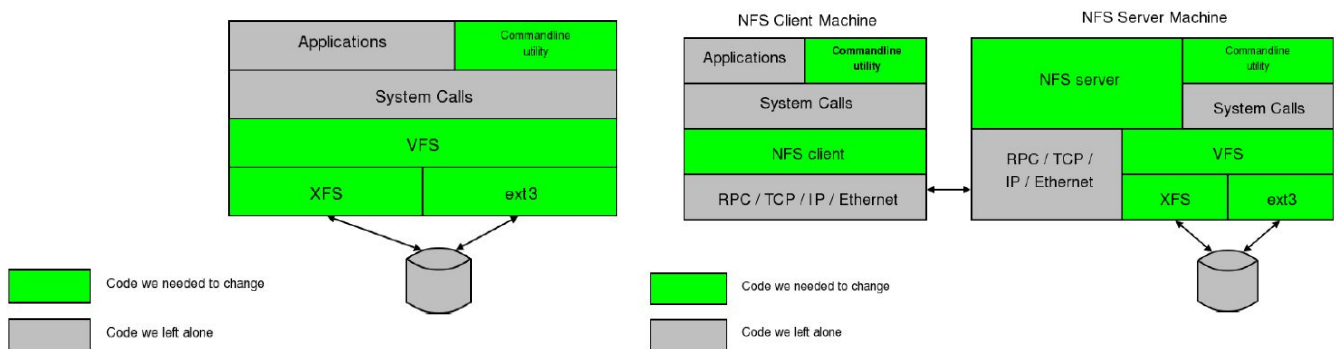 Applications
Commandline
utility
System Calls
VFS
XFS
ext3
Code we needed to change
Code we left alone
NFS Client Machine
Applications
Commandline
utility
System Calls
NFS client
RPC / TCP / IP / Ethernet
NFS Server Machine
NFS server
Commandline
utility
System Calls
RPC / TCP /
IP / Ethernet
VFS
XFS
ext3
Code we needed to change
Code we left alone